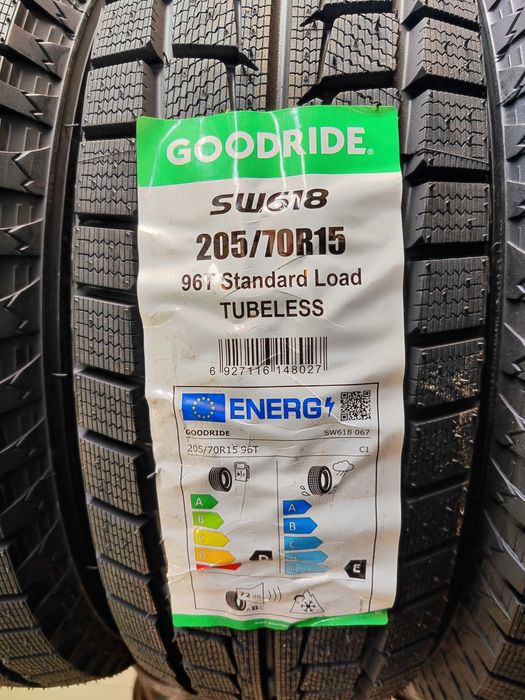 GOODRIDE®
SW618
205/70R15
96T Standard Load
TUBELESS
6 927116 148027
ENERG
GOODRIDE SW618 067
205/70R15 96T C1
A A
B B
C C
D D
E
D E
72 dB
ABC